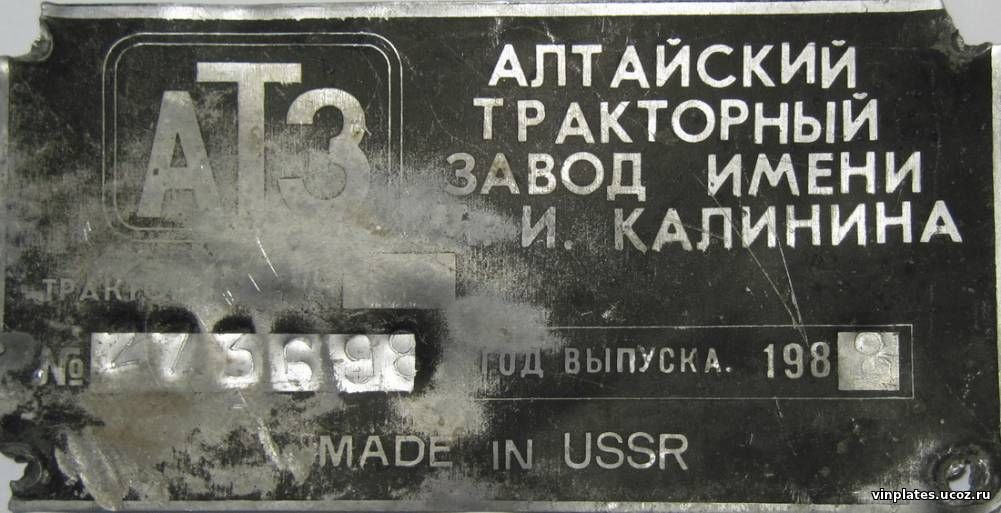 АТЗ
АЛТАЙСКИЙ
ТРАКТОРНЫЙ
ЗАВОД ИМЕНИ
И. КАЛИНИНА
№ 273698
ГОД ВЫПУСКА. 1988
MADE IN USSR
vinplates.ucoz.ru